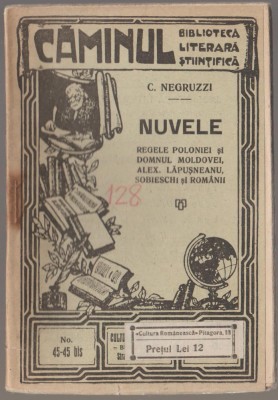 CĂMINUL
BIBLIOTECĂ
LITERARĂ
ȘTIINȚIFICĂ
C. NEGRUZZI
NUVELE
REGELE POLONIEI și
DOMNUL MOLDOVEI,
ALEX. LĂPUȘNEANU,
SOBIESCHI și ROMÂNII
128
No.
45-45 bis
«Cultura Românească» Pitagora, 13
Prețul Lei 12